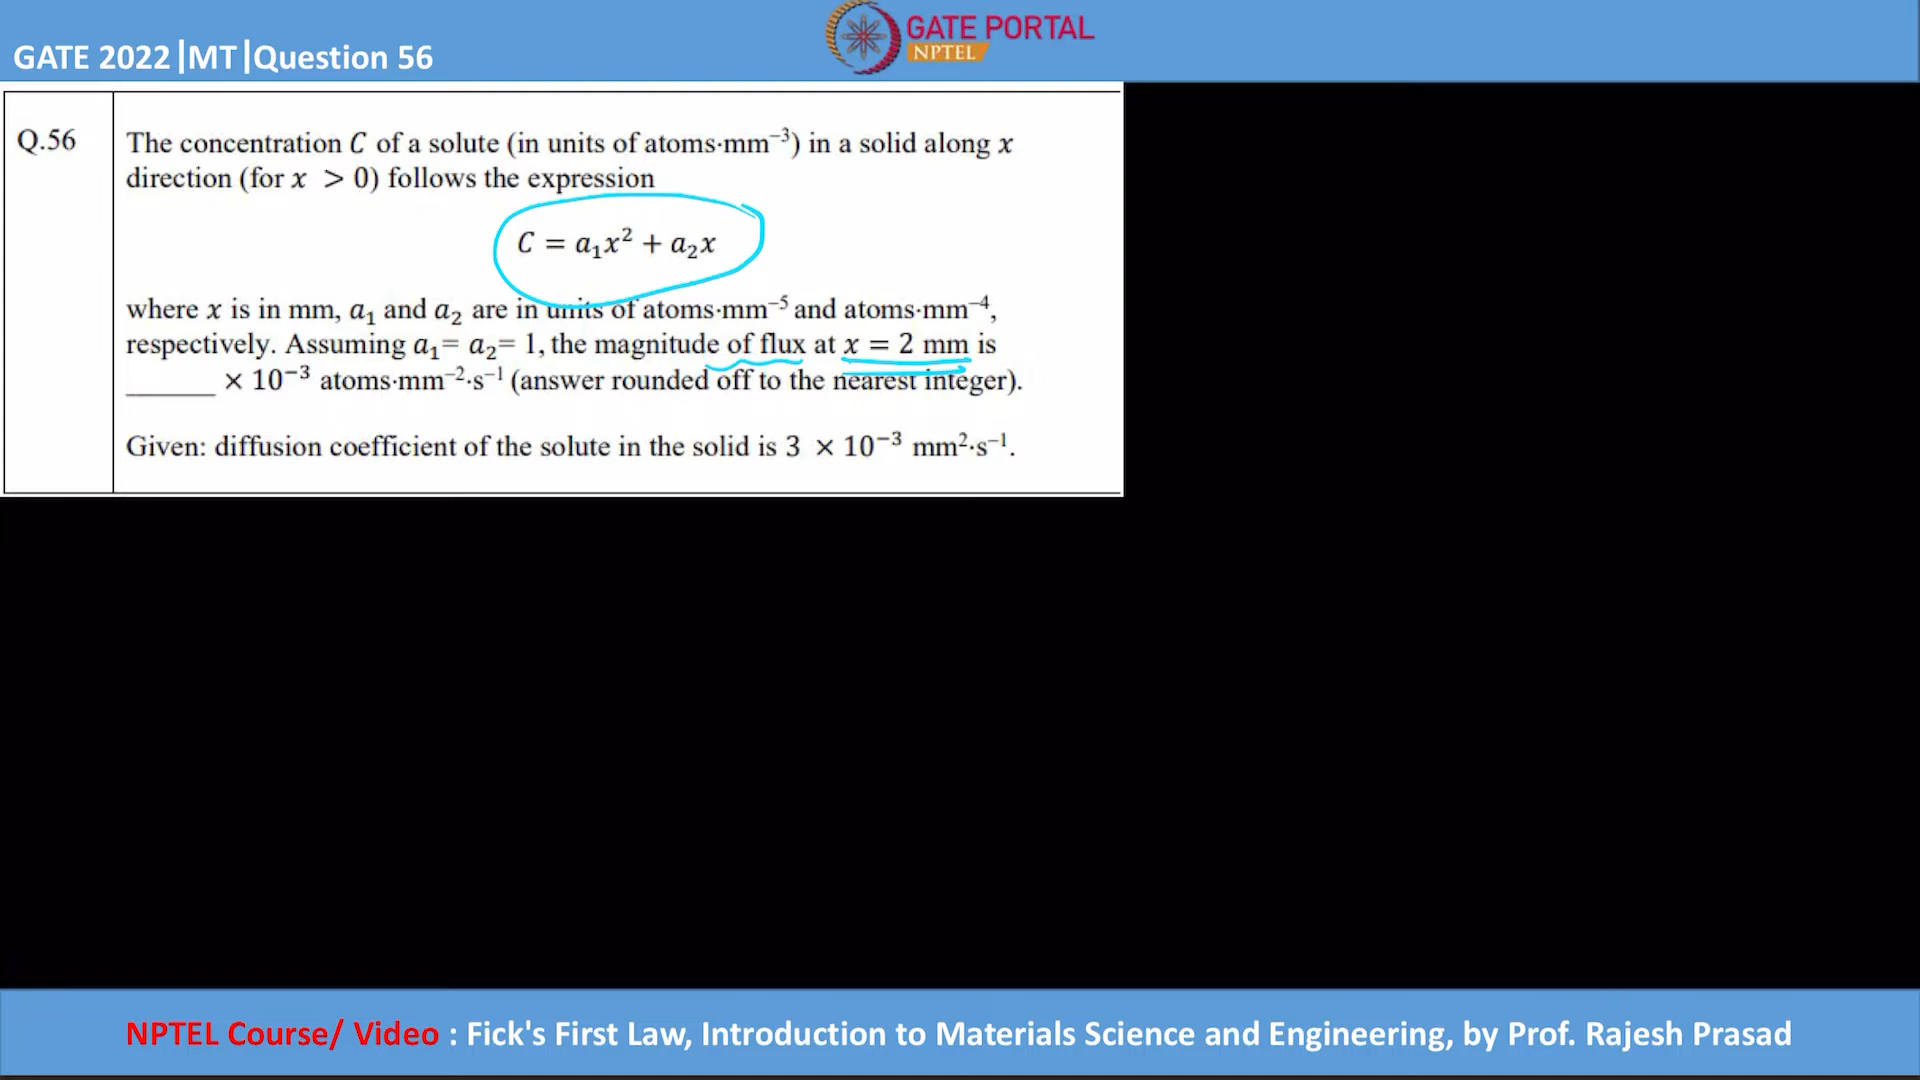 GATE PORTAL
NPTEL
GATE 2022|MT|Question 56
Q.56
The concentration C of a solute (in units of atoms·mm⁻³) in a solid along x
direction (for x > 0) follows the expression
C = a₁x² + a₂x
where x is in mm, a₁ and a₂ are in units of atoms·mm⁻⁵ and atoms·mm⁻⁴,
respectively. Assuming a₁= a₂= 1, the magnitude of flux at x = 2 mm is
______ × 10⁻³ atoms·mm⁻²·s⁻¹ (answer rounded off to the nearest integer).
Given: diffusion coefficient of the solute in the solid is 3 × 10⁻³ mm²·s⁻¹.
NPTEL Course/ Video : Fick's First Law, Introduction to Materials Science and Engineering, by Prof. Rajesh Prasad